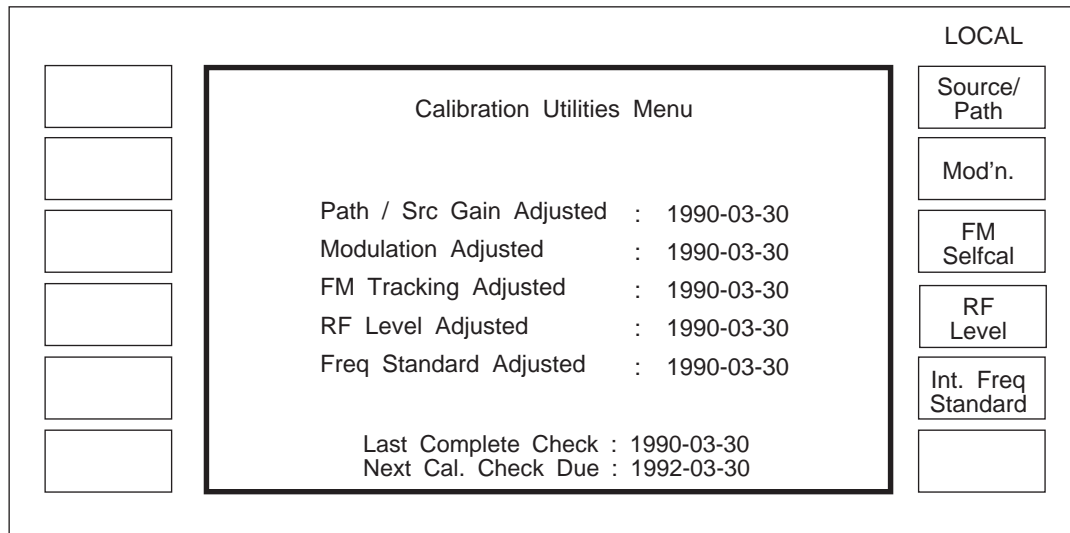 LOCAL
Calibration Utilities Menu
Path / Src Gain Adjusted : 1990-03-30
Modulation Adjusted : 1990-03-30
FM Tracking Adjusted : 1990-03-30
RF Level Adjusted : 1990-03-30
Freq Standard Adjusted : 1990-03-30
Last Complete Check : 1990-03-30
Next Cal. Check Due : 1992-03-30
Source/
Path
Mod'n.
FM
Selfcal
RF
Level
Int. Freq
Standard